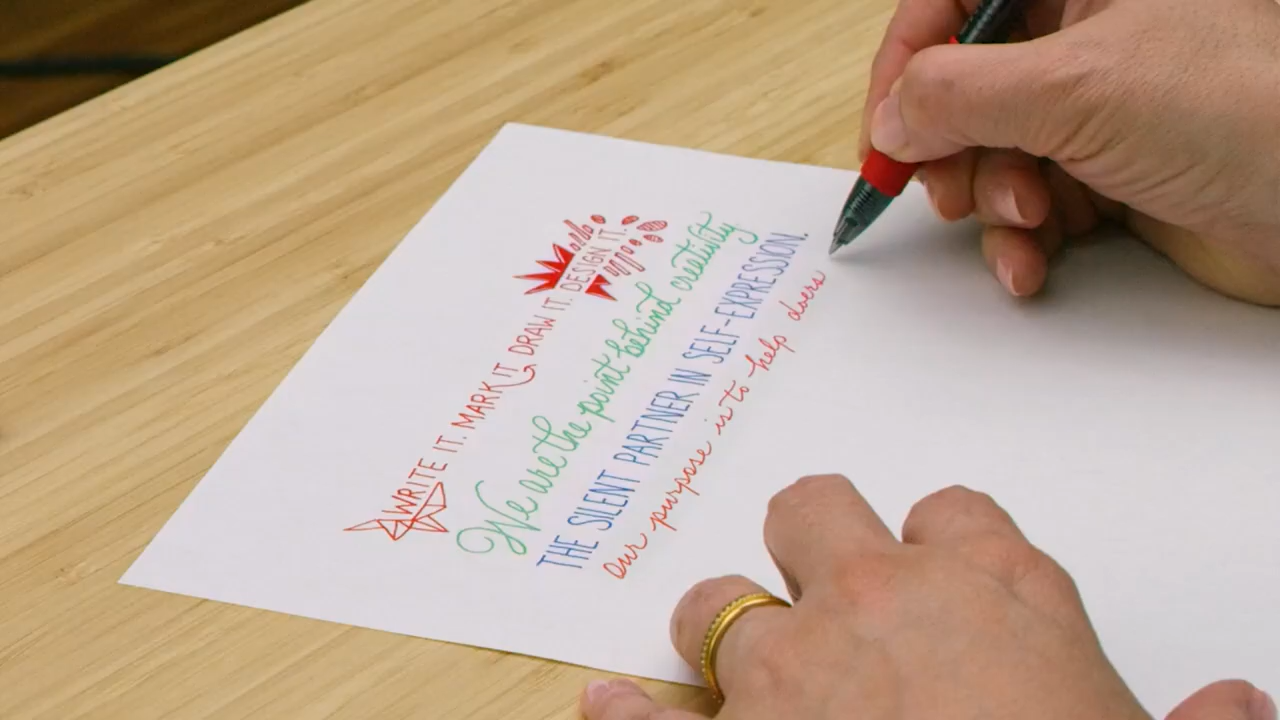 WRITE IT. MARK IT. DRAW IT. DESIGN IT.
We are the point behind creativity
THE SILENT PARTNER IN SELF-EXPRESSION.
our purpose is to help doers